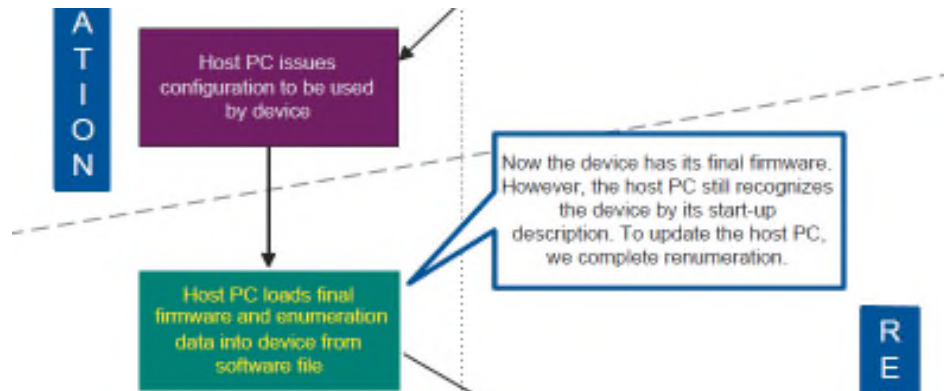 A
T
I
O
N
Host PC issues
configuration to be used
by device
Now the device has its final firmware.
However, the host PC still recognizes
the device by its start-up
description. To update the host PC,
we complete renumeration.
Host PC loads final
firmware and enumeration
data into device from
software file
R
E